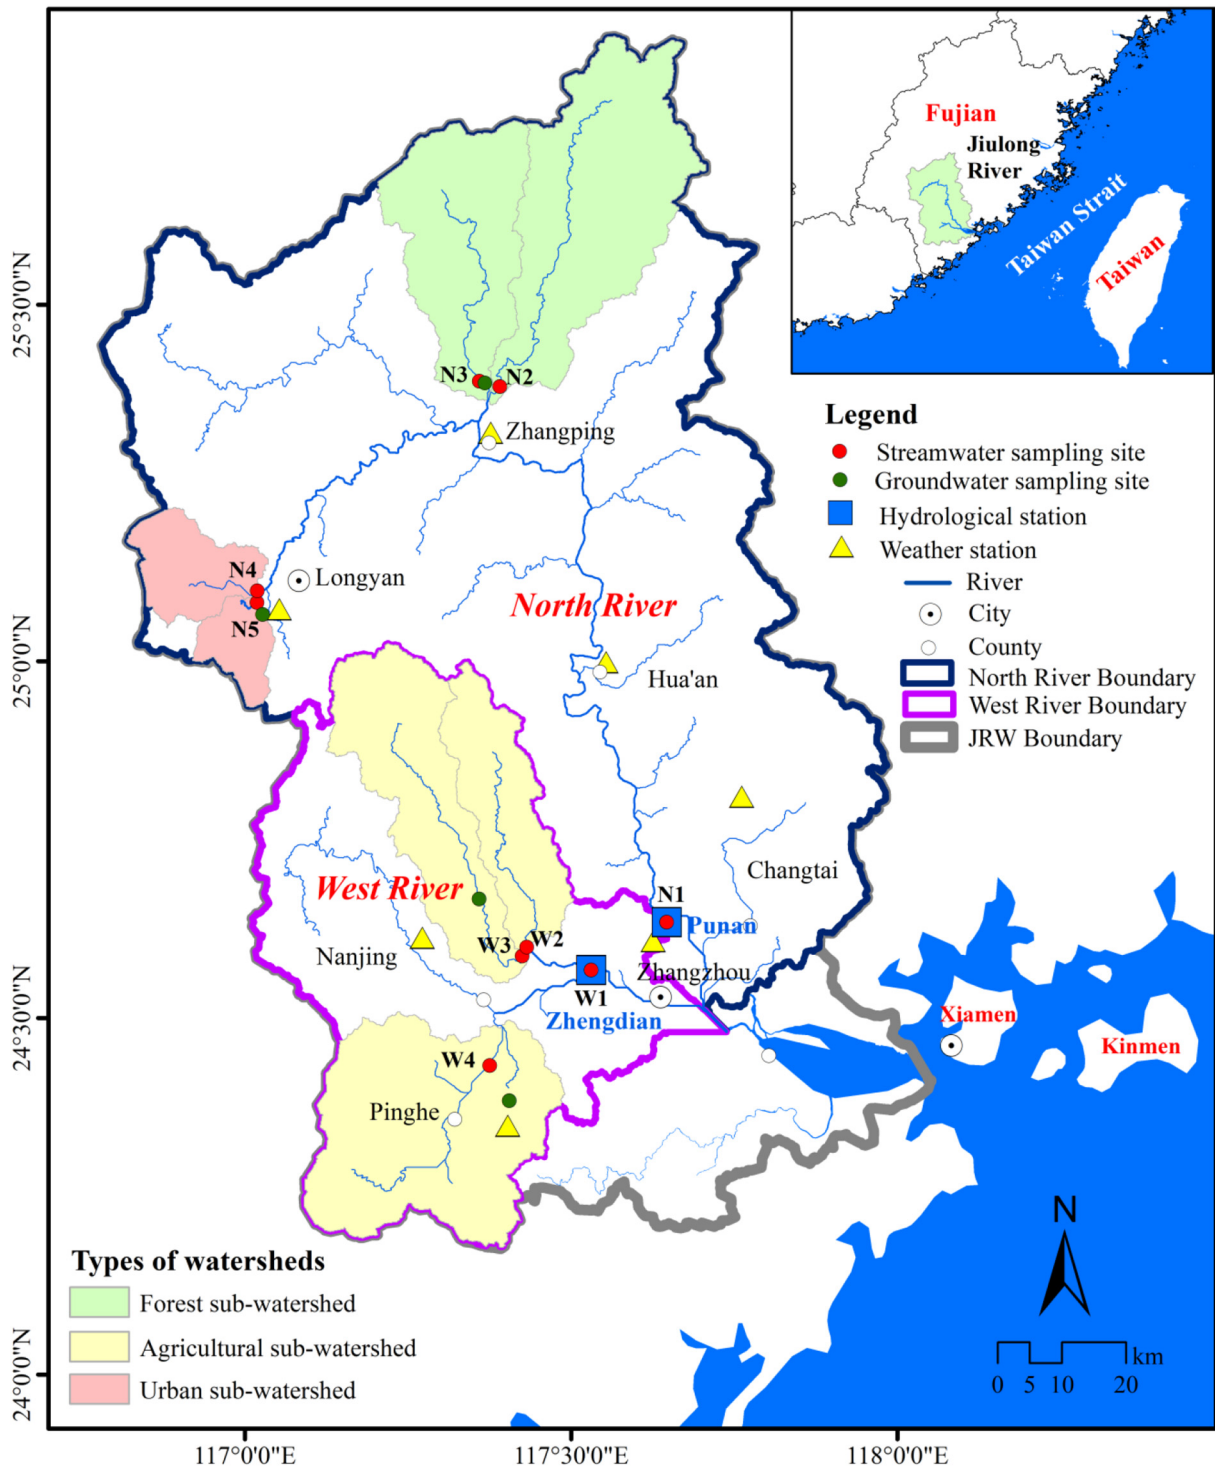 Fujian
Jiulong
River
Taiwan Strait
Taiwan
25°30'0"N
N3
N2
Zhangping
Legend
Streamwater sampling site
Groundwater sampling site
Hydrological station
Weather station
River
City
County
North River Boundary
West River Boundary
JRW Boundary
N4
Longyan
N5
North River
25°0'0"N
Hua'an
Changtai
West River
N1
Punan
Nanjing
W3
W2
Zhangzhou
W1
Zhengdian
24°30'0"N
Xiamen
Kinmen
W4
Pinghe
N
Types of watersheds
Forest sub-watershed
Agricultural sub-watershed
Urban sub-watershed
24°0'0"N
km
0 5 10 20
117°0'0"E
117°30'0"E
118°0'0"E